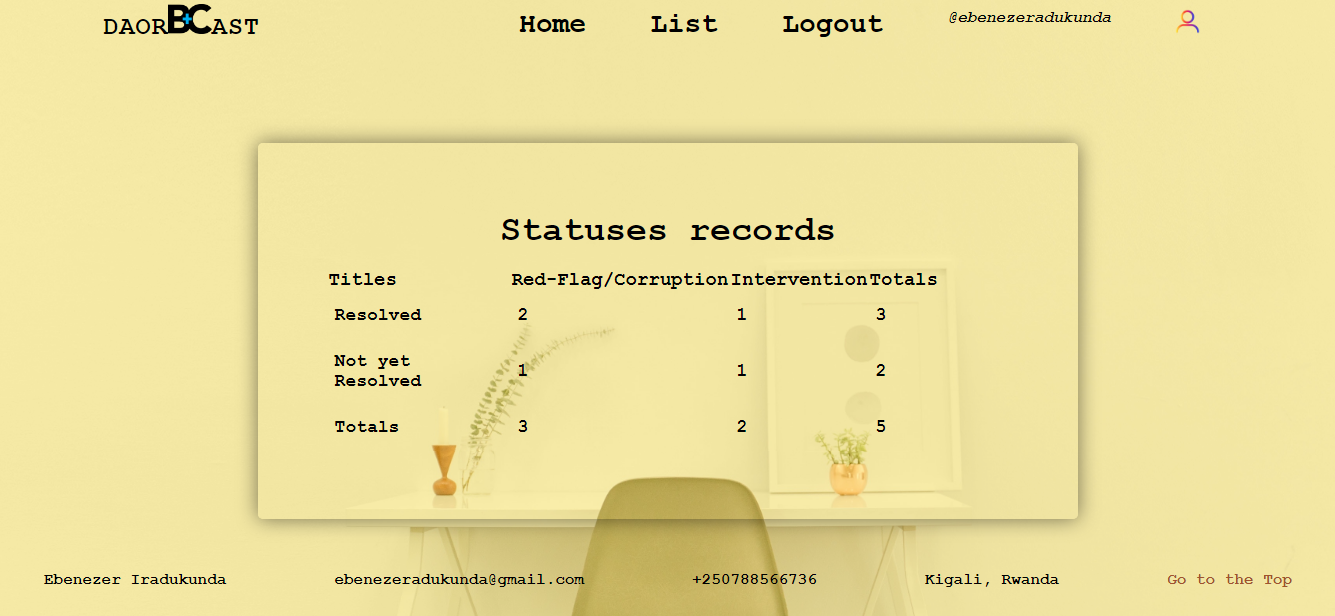 DAORB+CAST Home List Logout @ebenezeradukunda
Statuses records
Titles Red-Flag/Corruption Intervention Totals
Resolved 2 1 3
Not yet
Resolved 1 1 2
Totals 3 2 5
Ebenezer Iradukunda ebenezeradukunda@gmail.com +250788566736 Kigali, Rwanda Go to the Top